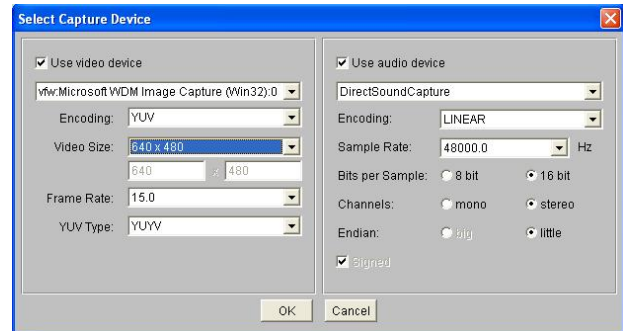 Select Capture Device
Use video device
vfw:Microsoft WDM Image Capture (Win32):0
Encoding: YUV
Video Size: 640 x 480
640 x 480
Frame Rate: 15.0
YUV Type: YUYV
Use audio device
DirectSoundCapture
Encoding: LINEAR
Sample Rate: 48000.0 Hz
Bits per Sample: 8 bit 16 bit
Channels: mono stereo
Endian: big little
Signed
OK Cancel